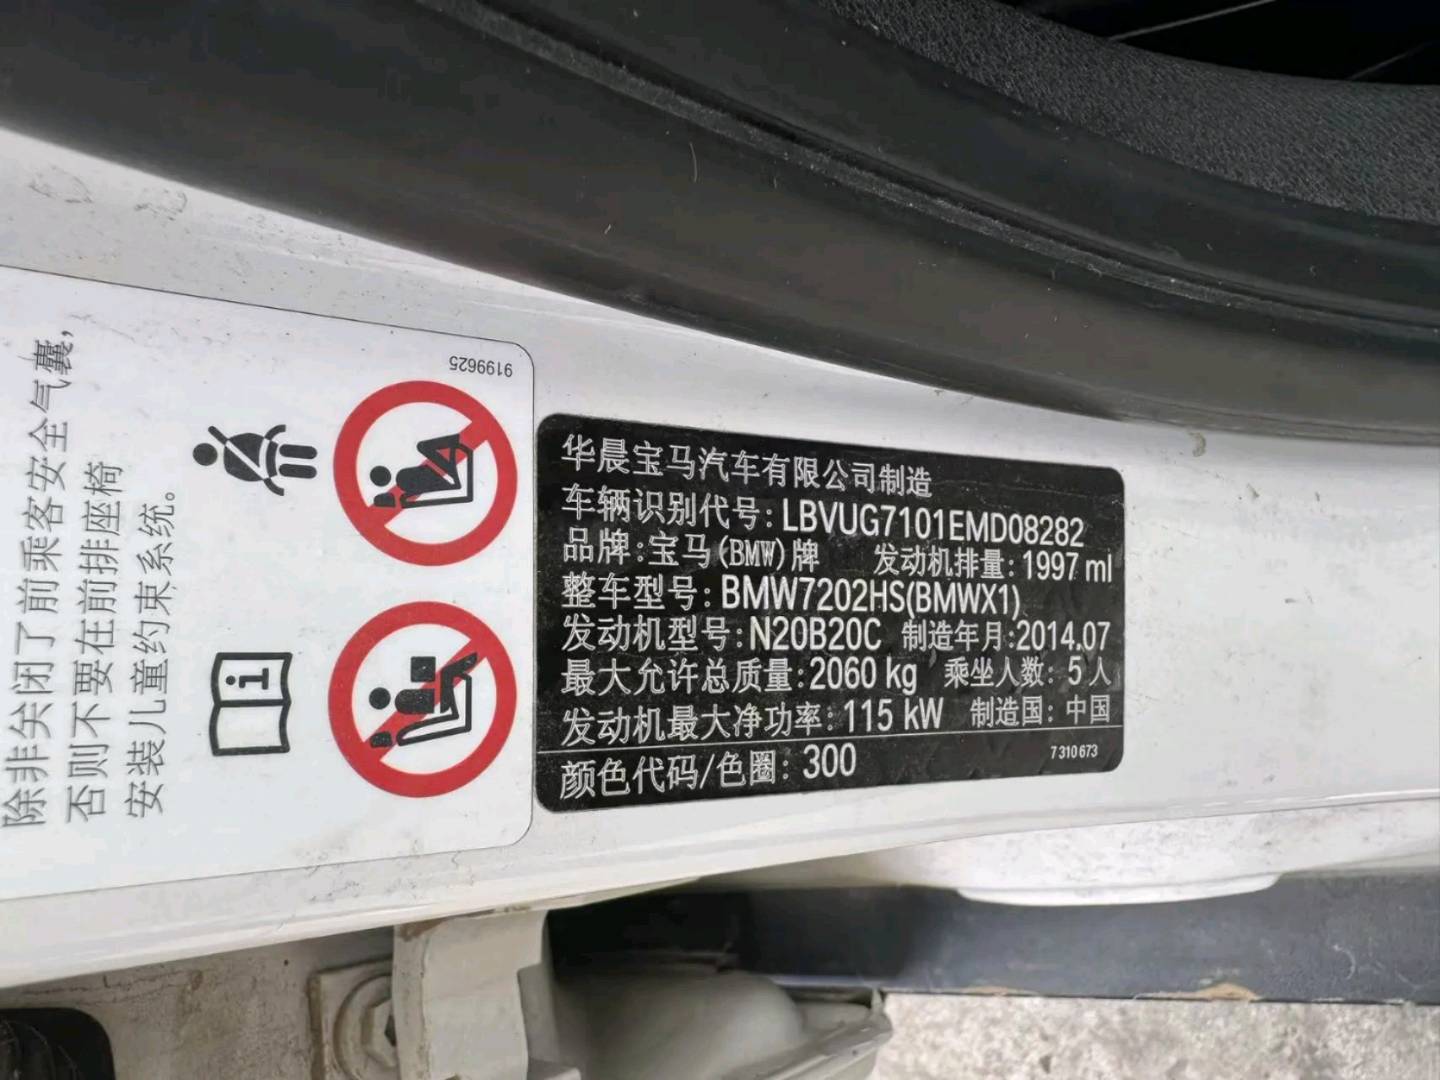 除非关闭了前乘客安全气囊，
否则不要在前排座椅
安装儿童约束系统。
9199625
华晨宝马汽车有限公司制造
车辆识别代号: LBVUG7101EMD08282
品牌:宝马(BMW)牌 发动机排量: 1997 ml
整车型号: BMW7202HS(BMWX1)
发动机型号: N20B20C 制造年月:2014.07
最大允许总质量: 2060 kg 乘坐人数: 5 人
发动机最大净功率: 115 kW 制造国: 中国
颜色代码/色圈: 300
7310673